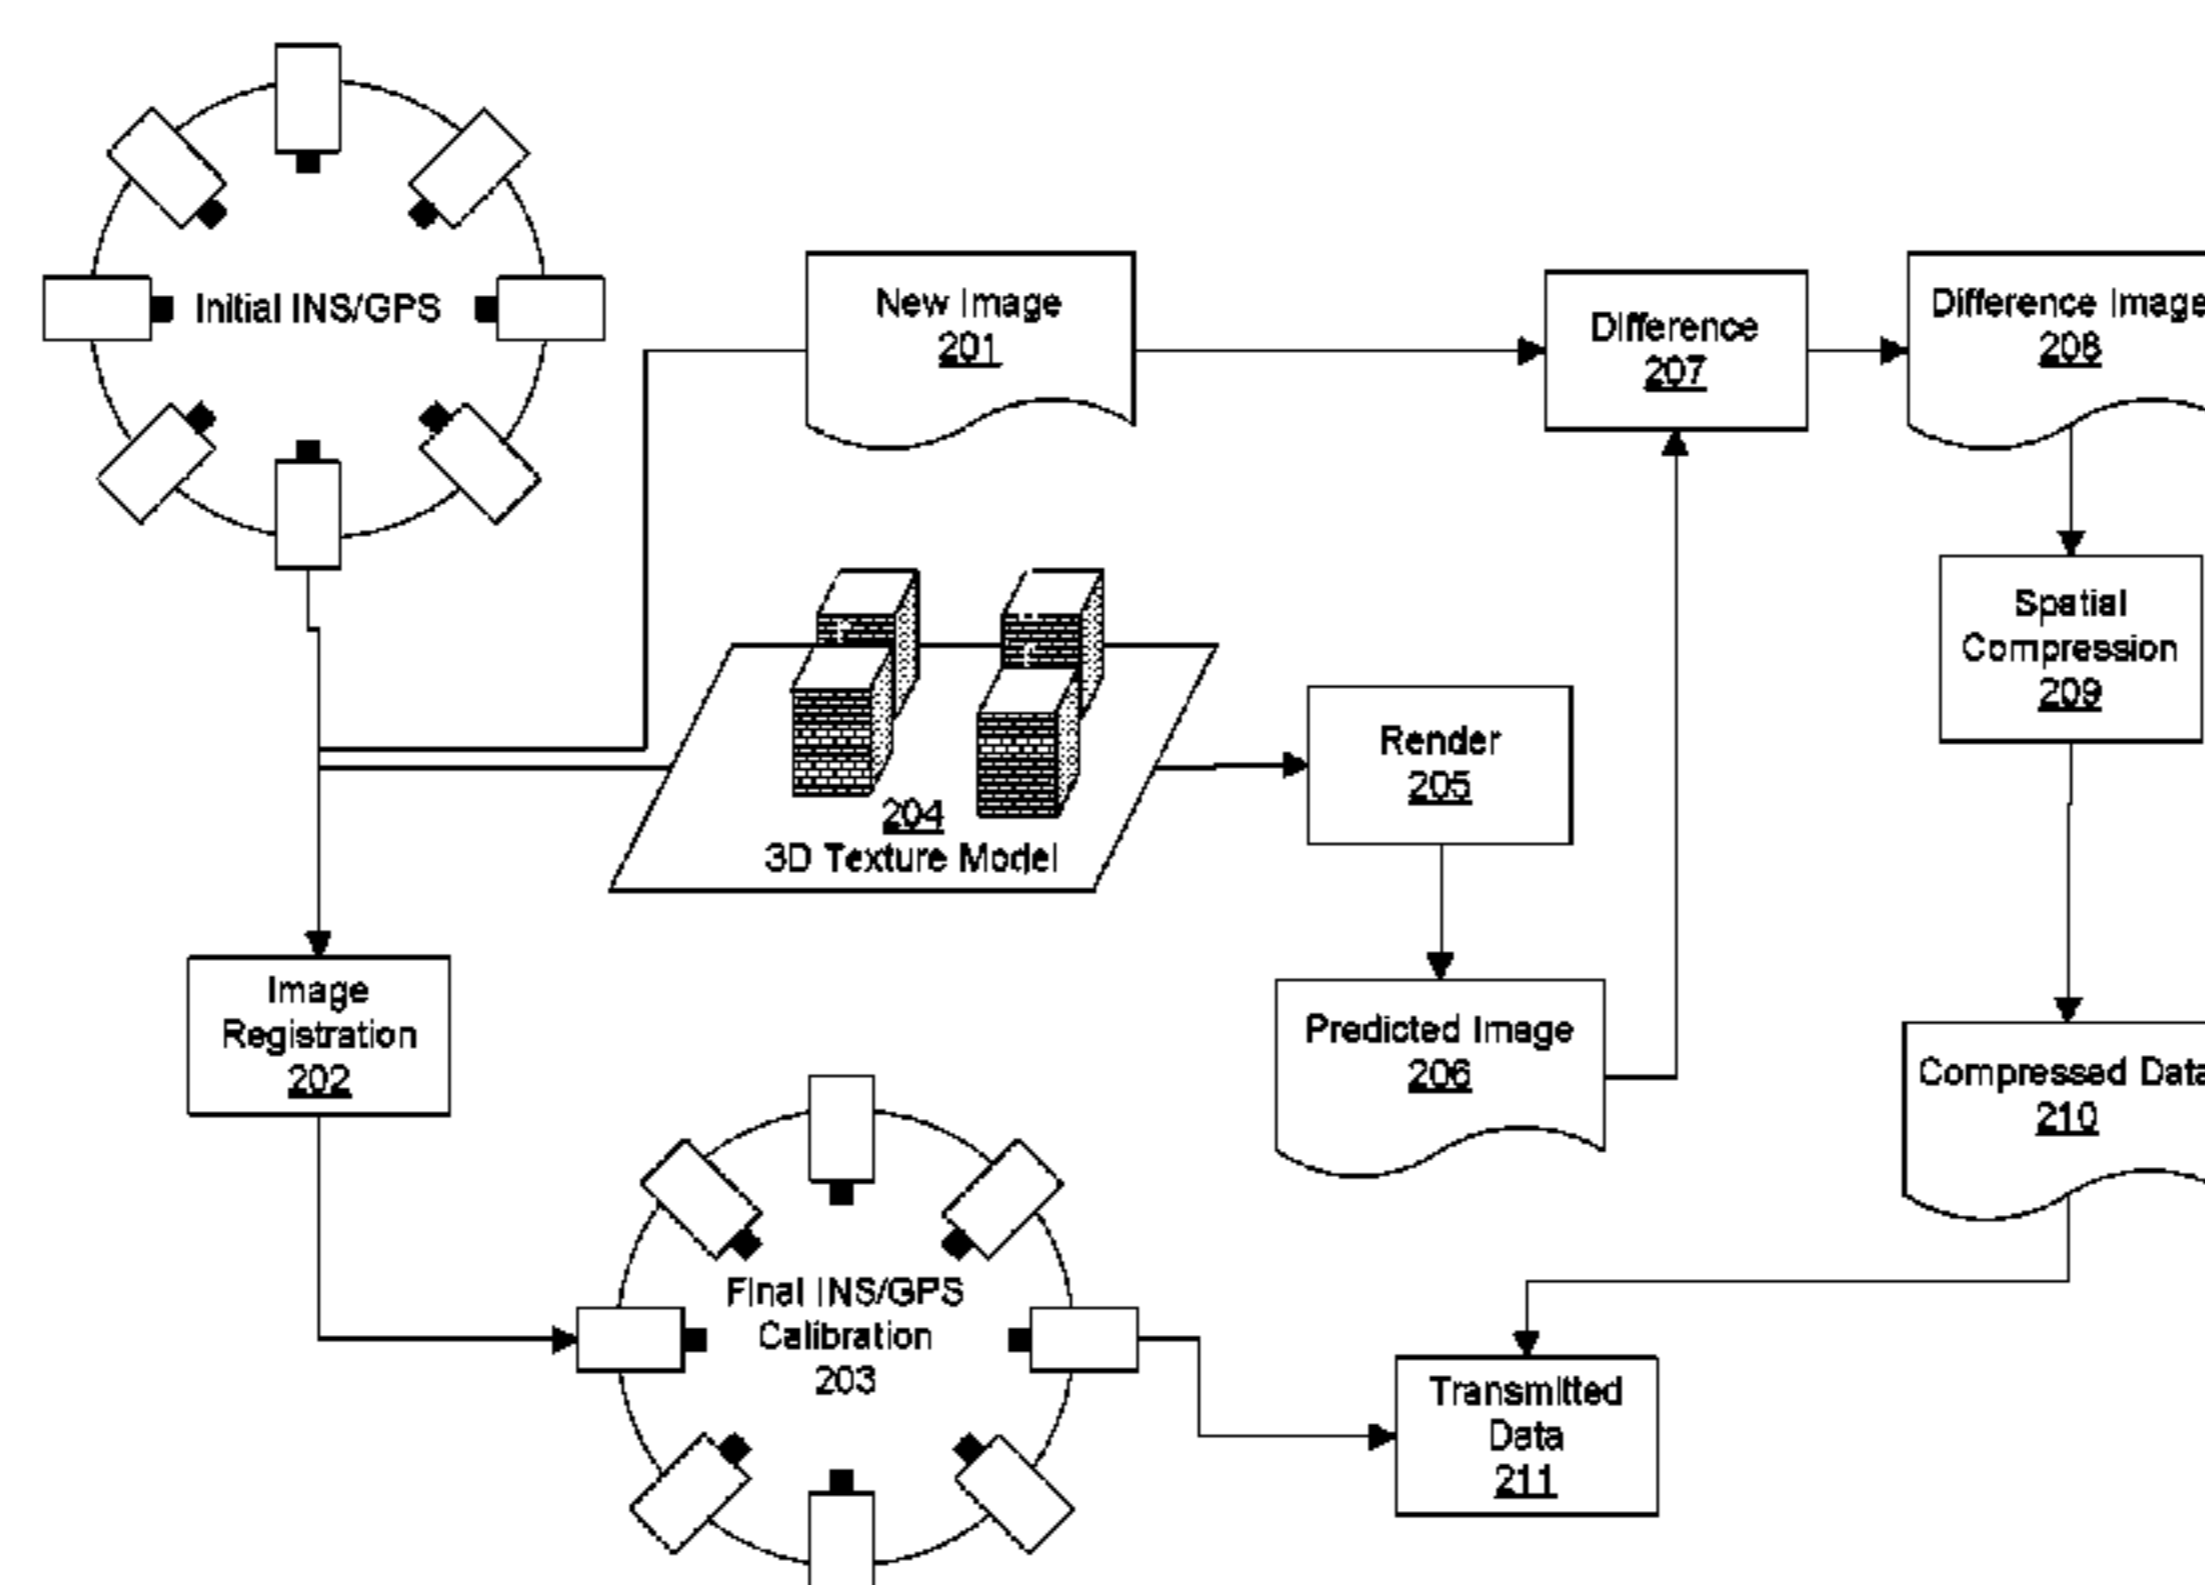 Initial INS/GPS
New Image
201
Difference
207
Difference Image
208
Spatial
Compression
209
204
3D Texture Model
Render
205
Image
Registration
202
Predicted Image
206
Compressed Data
210
Final INS/GPS
Calibration
203
Transmitted
Data
211